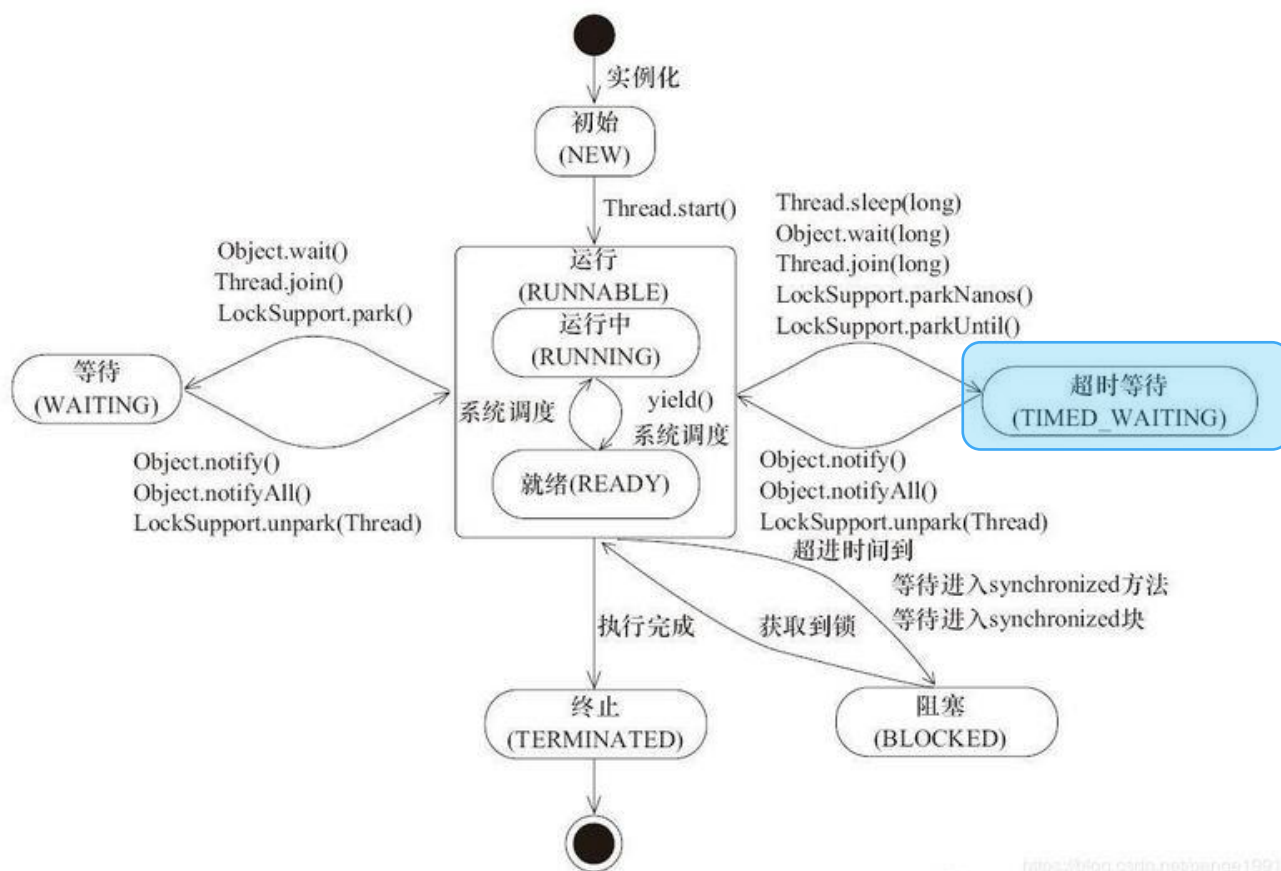 实例化
初始
(NEW)
Thread.start()
Thread.sleep(long)
Object.wait(long)
Thread.join(long)
LockSupport.parkNanos()
LockSupport.parkUntil()
Object.wait()
Thread.join()
LockSupport.park()
运行
(RUNNABLE)
运行中
(RUNNING)
等待
(WAITING)
超时等待
(TIMED_WAITING)
系统调度
yield()
系统调度
就绪(READY)
Object.notify()
Object.notifyAll()
LockSupport.unpark(Thread)
Object.notify()
Object.notifyAll()
LockSupport.unpark(Thread)
超进时间到
等待进入synchronized方法
等待进入synchronized块
执行完成
获取到锁
终止
(TERMINATED)
阻塞
(BLOCKED)